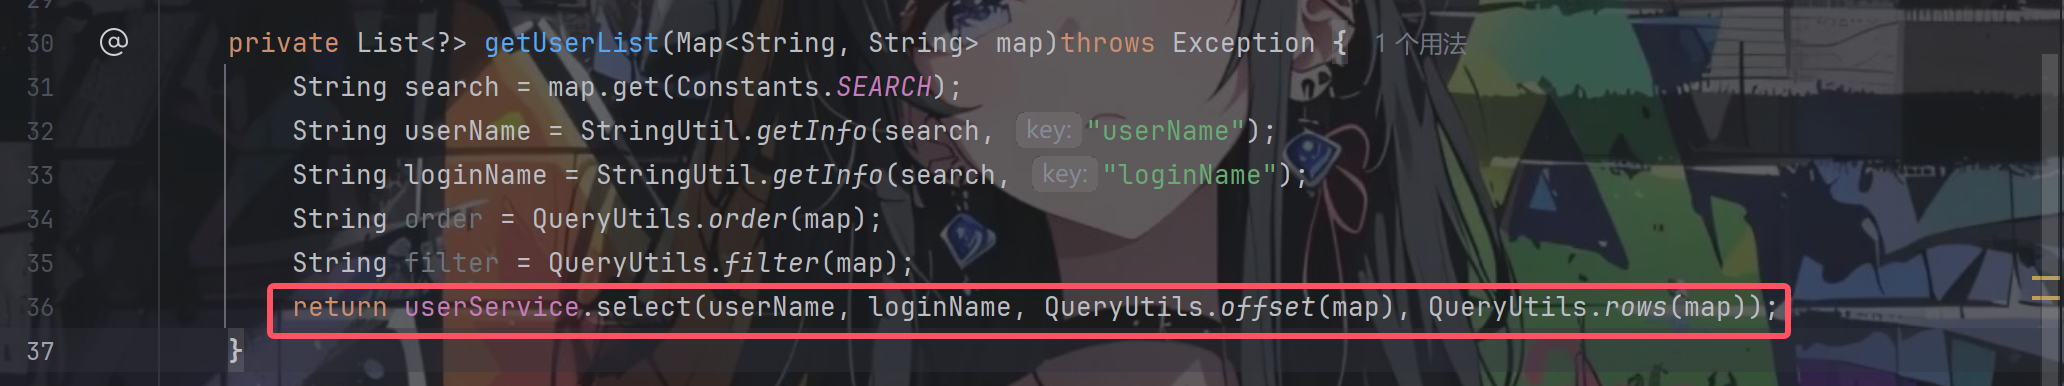 29
30 private List<?> getUserList(Map<String, String> map)throws Exception { 1 个用法
31 String search = map.get(Constants.SEARCH);
32 String userName = StringUtil.getInfo(search, key: "userName");
33 String loginName = StringUtil.getInfo(search, key: "loginName");
34 String order = QueryUtils.order(map);
35 String filter = QueryUtils.filter(map);
36 return userService.select(userName, loginName, QueryUtils.offset(map), QueryUtils.rows(map));
37 }